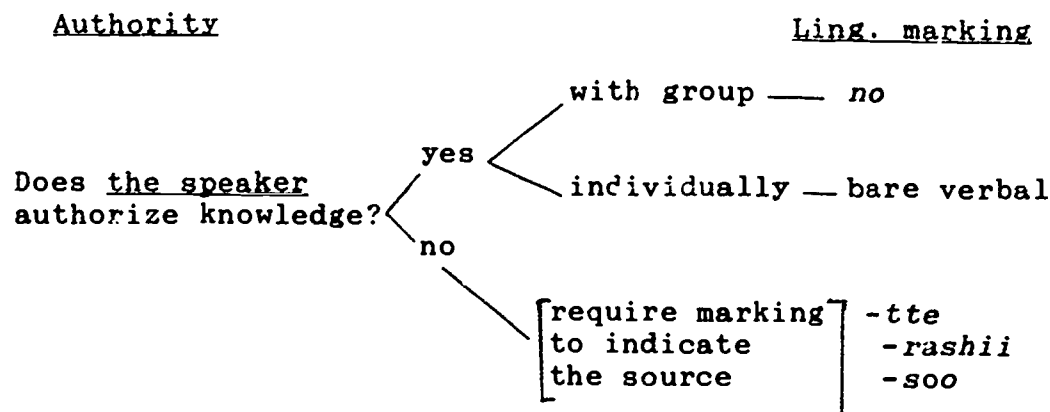 Authority Ling. marking
with group — no
yes
Does the speaker individually — bare verbal
authorize knowledge?
no
require marking -tte
to indicate -rashii
the source -soo